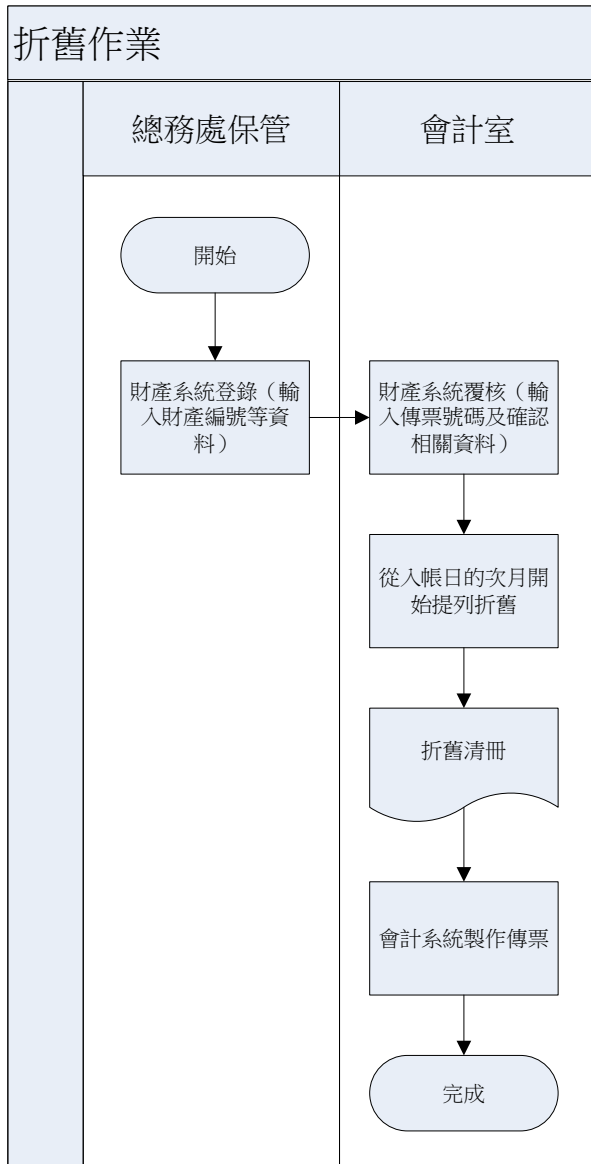 折舊作業
總務處保管
會計室
開始
財產系統登錄（輸
入財產編號等資
料）
財產系統覆核（輸
入傳票號碼及確認
相關資料）
從入帳日的次月開
始提列折舊
折舊清冊
會計系統製作傳票
完成